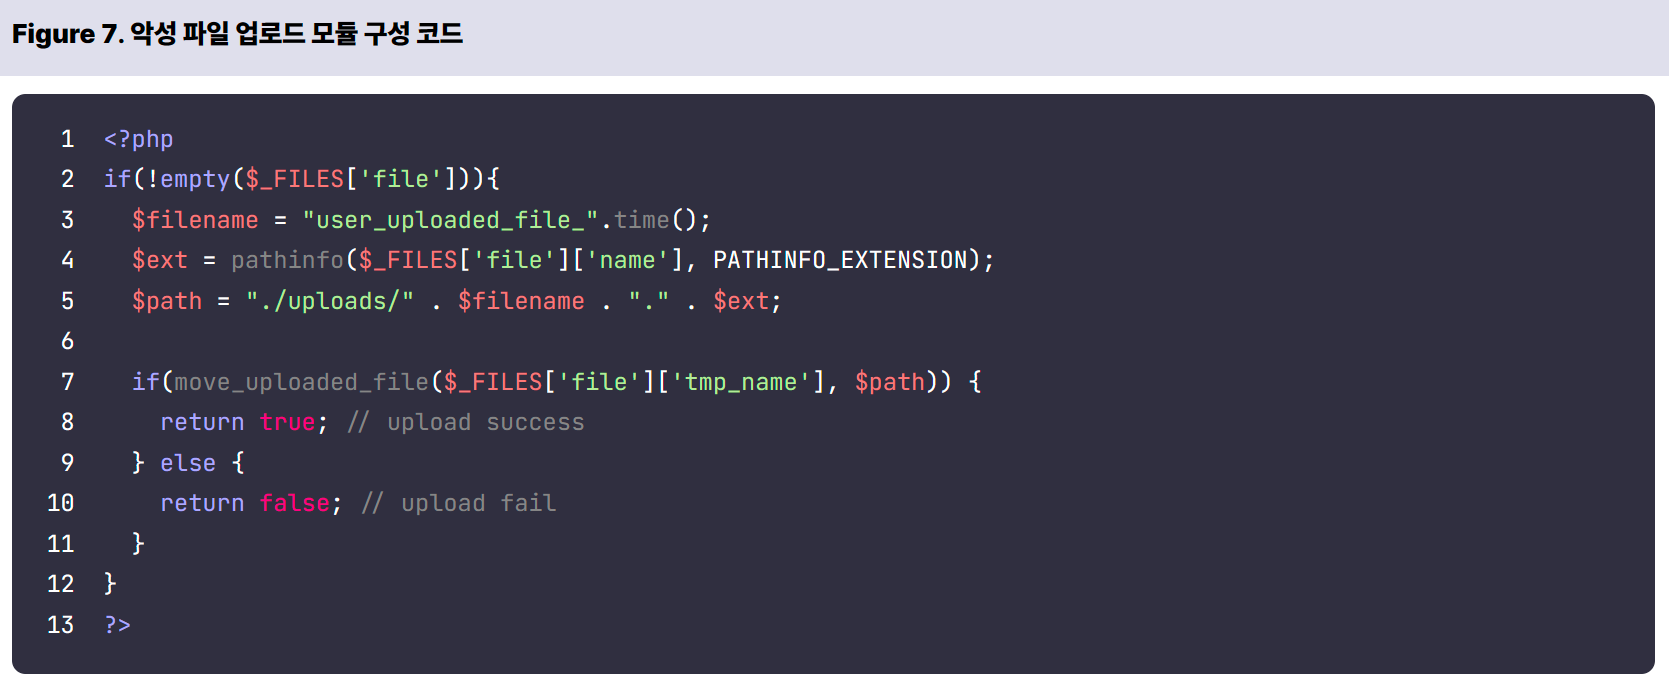 Figure 7. 악성 파일 업로드 모듈 구성 코드
1 <?php
2 if(!empty($_FILES['file'])){
3   $filename = "user_uploaded_file_".time();
4   $ext = pathinfo($_FILES['file']['name'], PATHINFO_EXTENSION);
5   $path = "./uploads/" . $filename . "." . $ext;
6
7   if(move_uploaded_file($_FILES['file']['tmp_name'], $path)) {
8     return true; // upload success
9   } else {
10     return false; // upload fail
11   }
12 }
13 ?>